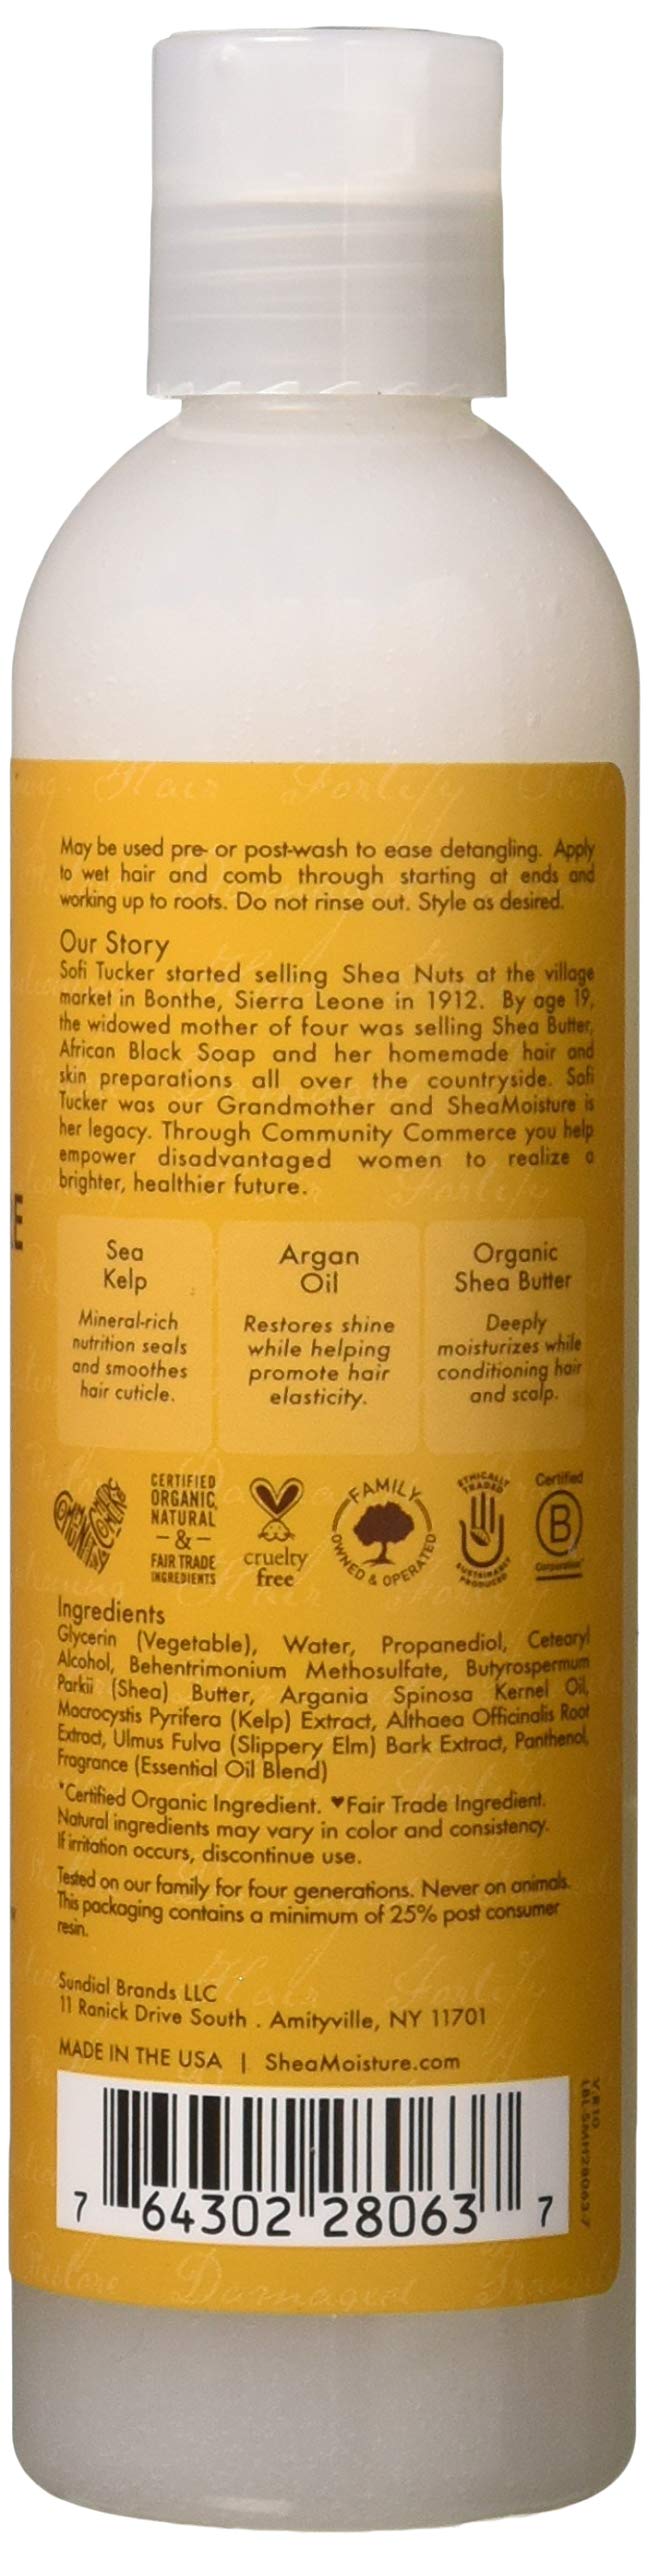 May be used pre- or post-wash to ease detangling. Apply
to wet hair and comb through starting at ends and
working up to roots. Do not rinse out. Style as desired.
Our Story
Sofi Tucker started selling Shea Nuts at the village
market in Bonthe, Sierra Leone in 1912. By age 19,
the widowed mother of four was selling Shea Butter,
African Black Soap and her homemade hair and
skin preparations all over the countryside. Sofi
Tucker was our Grandmother and SheaMoisture is
her legacy. Through Community Commerce you help
empower disadvantaged women to realize a
brighter, healthier future.
Sea
Kelp
Mineral-rich
nutrition seals
and smoothes
hair cuticle.
Argan
Oil
Restores shine
while helping
promote hair
elasticity.
Organic
Shea Butter
Deeply
moisturizes while
conditioning hair
and scalp.
COMMUNITY
COMMERCE
CERTIFIED
ORGANIC,
NATURAL
- & -
FAIR TRADE
INGREDIENTS
cruelty
free
FAMILY
OWNED & OPERATED
ETHICALLY
TRADED
SUSTAINABLY
PRODUCED
Certified
B
Corporation
Ingredients
Glycerin (Vegetable), Water, Propanediol, Cetearyl
Alcohol, Behentrimonium Methosulfate, Butyrospermum
Parkii (Shea) Butter, Argania Spinosa Kernel Oil,
Macrocystis Pyrifera (Kelp) Extract, Althaea Officinalis Root
Extract, Ulmus Fulva (Slippery Elm) Bark Extract, Panthenol,
Fragrance (Essential Oil Blend)
*Certified Organic Ingredient. ♥Fair Trade Ingredient.
Natural ingredients may vary in color and consistency.
If irritation occurs, discontinue use.
Tested on our family for four generations. Never on animals.
This packaging contains a minimum of 25% post consumer
resin.
Sundial Brands LLC
11 Ranick Drive South . Amityville, NY 11701
MADE IN THE USA | SheaMoisture.com
7 64302 28063 7